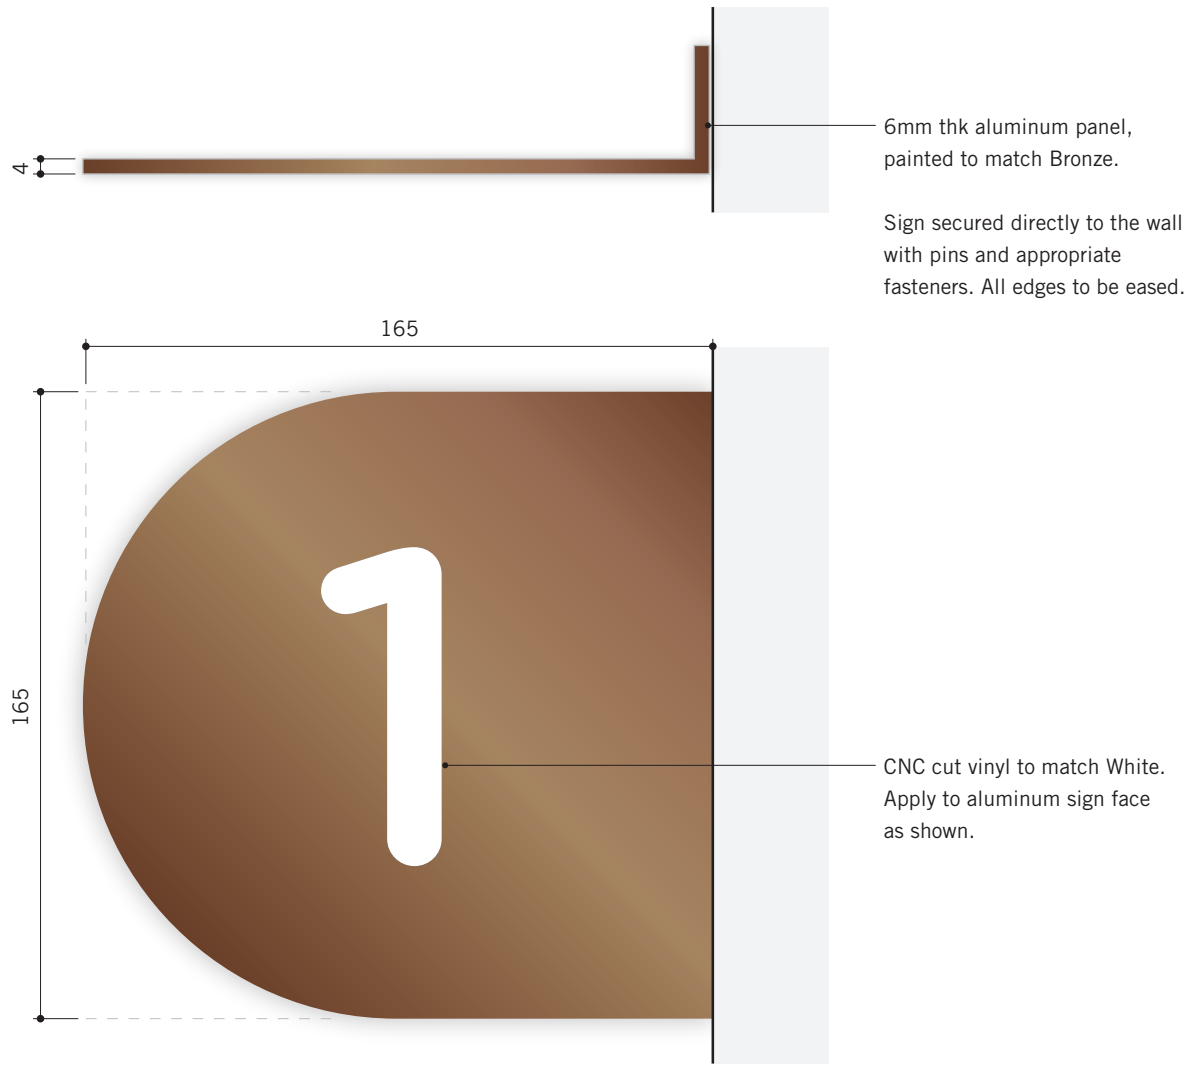 6mm thk aluminum panel,
painted to match Bronze.
4
Sign secured directly to the wall
with pins and appropriate
fasteners. All edges to be eased.
165
165
1
CNC cut vinyl to match White.
Apply to aluminum sign face
as shown.